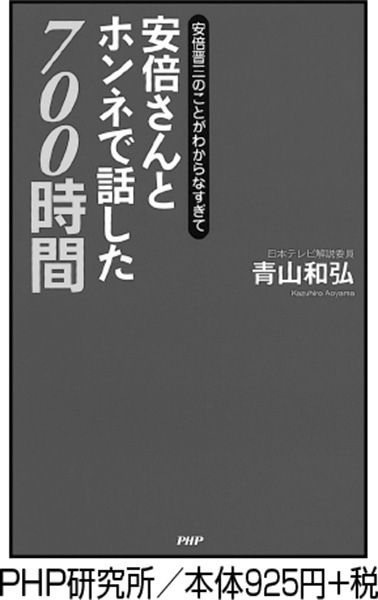 安倍晋三のことがわからなすぎて
安倍さんと
ホンネで話した
700時間
日本テレビ解説委員
青山和弘
Kazuhiro Aoyama
PHP
PHP研究所／本体925円+税